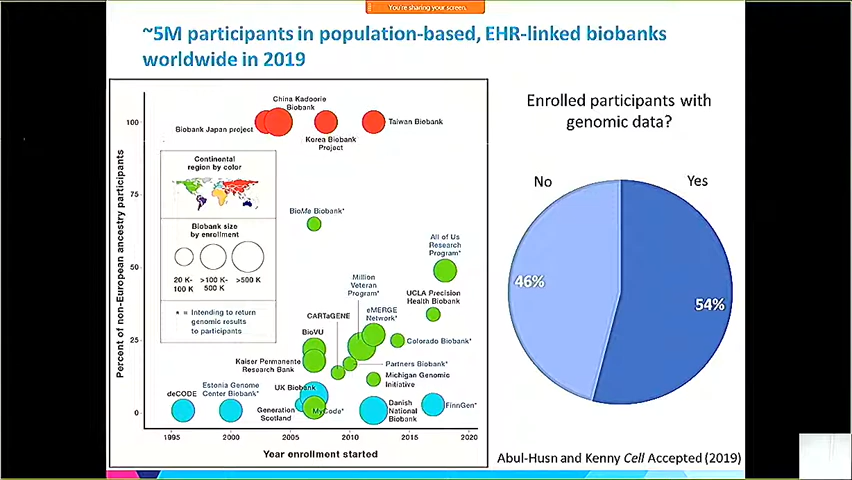 You're sharing your screen.
~5M participants in population-based, EHR-linked biobanks
worldwide in 2019
Percent of non-European ancestry participants
100
75
50
25
0
China Kadoorie
Biobank
Biobank Japan project
Taiwan Biobank
Korea Biobank
Project
Continental
region by color
Biobank size
by enrollment
20 K-
100 K
>100 K-
500 K
>500 K
* = Intending to return
genomic results
to participants
BioMe Biobank*
All of Us
Research
Program*
Million
Veteran
Program*
UCLA Precision
Health Biobank
eMERGE
Network*
CARTaGENE
BioVU
Colorado Biobank*
Kaiser Permanente
Research Bank
Partners Biobank*
Michigan Genomic
Initiative
deCODE
Estonia Genome
Center Biobank*
UK Biobank
Generation
Scotland
MyCode*
Danish
National
Biobank
FinnGen*
1995
2000
2005
2010
2015
2020
Year enrollment started
Enrolled participants with
genomic data?
No
Yes
46%
54%
Abul-Husn and Kenny Cell Accepted (2019)